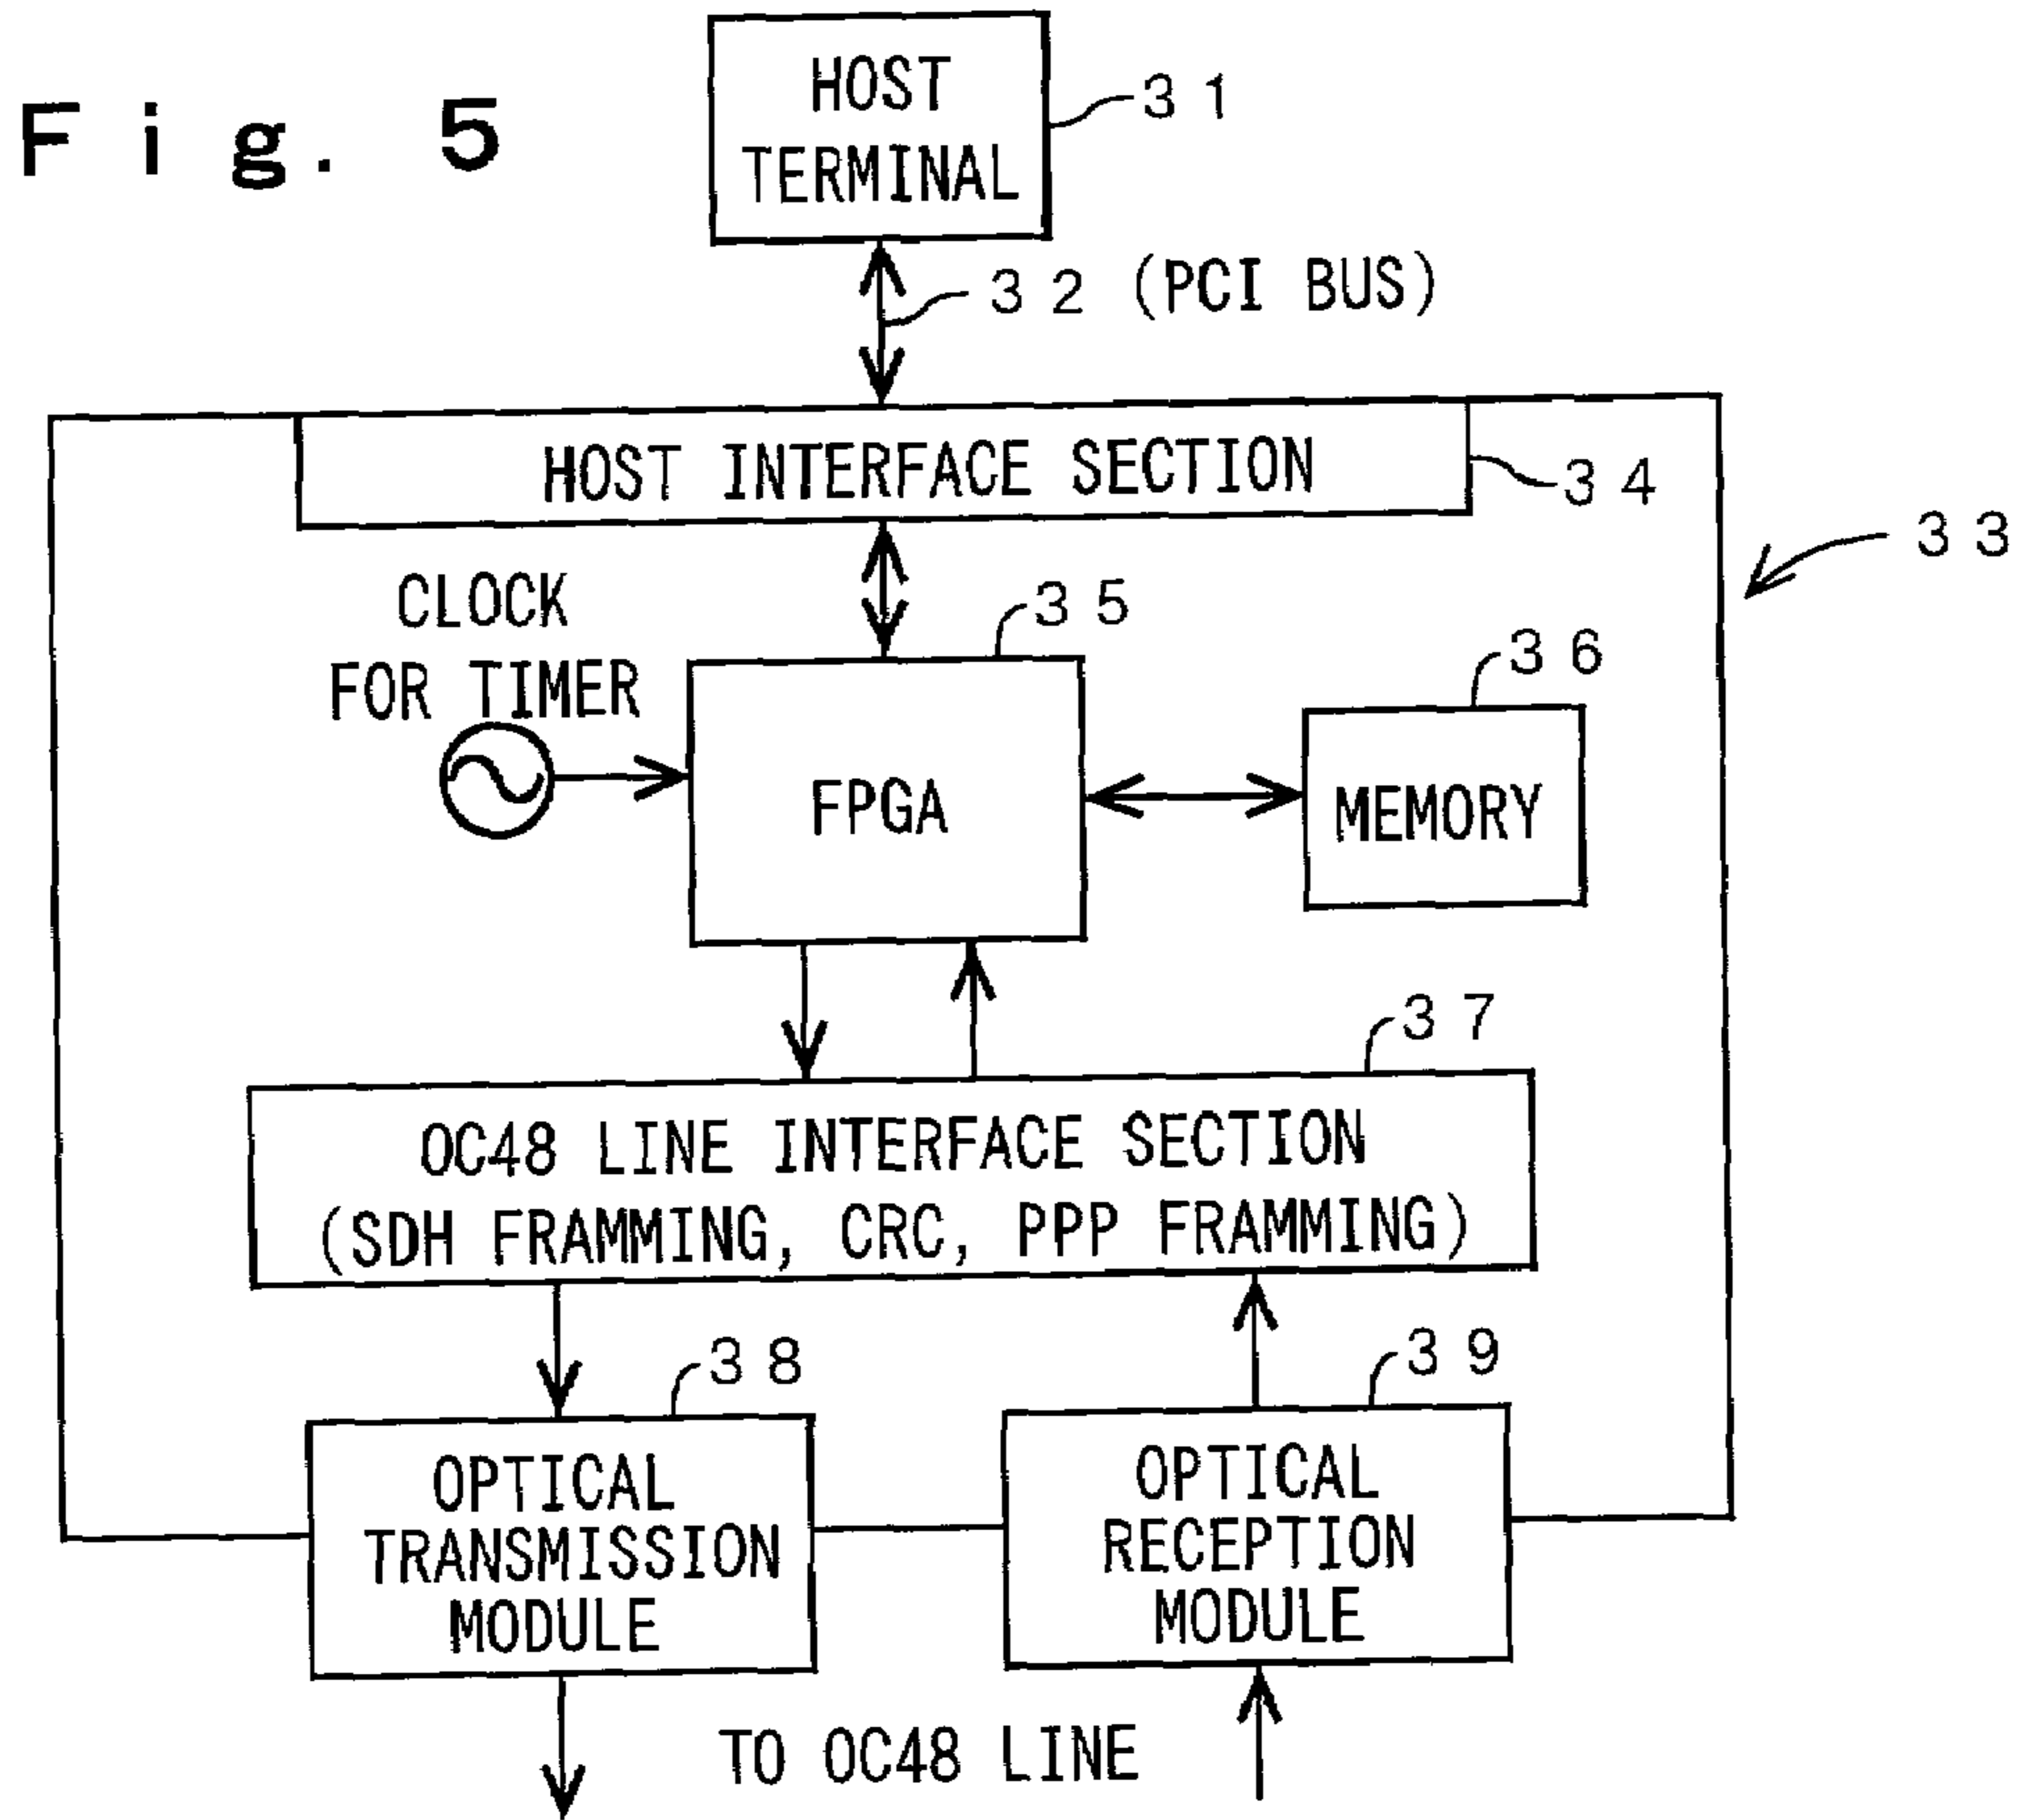 Fig. 5
HOST
TERMINAL
31
32 (PCI BUS)
HOST INTERFACE SECTION
34
33
CLOCK
FOR TIMER
35
36
FPGA
MEMORY
37
OC48 LINE INTERFACE SECTION
(SDH FRAMMING, CRC, PPP FRAMMING)
38
39
OPTICAL
TRANSMISSION
MODULE
OPTICAL
RECEPTION
MODULE
TO OC48 LINE